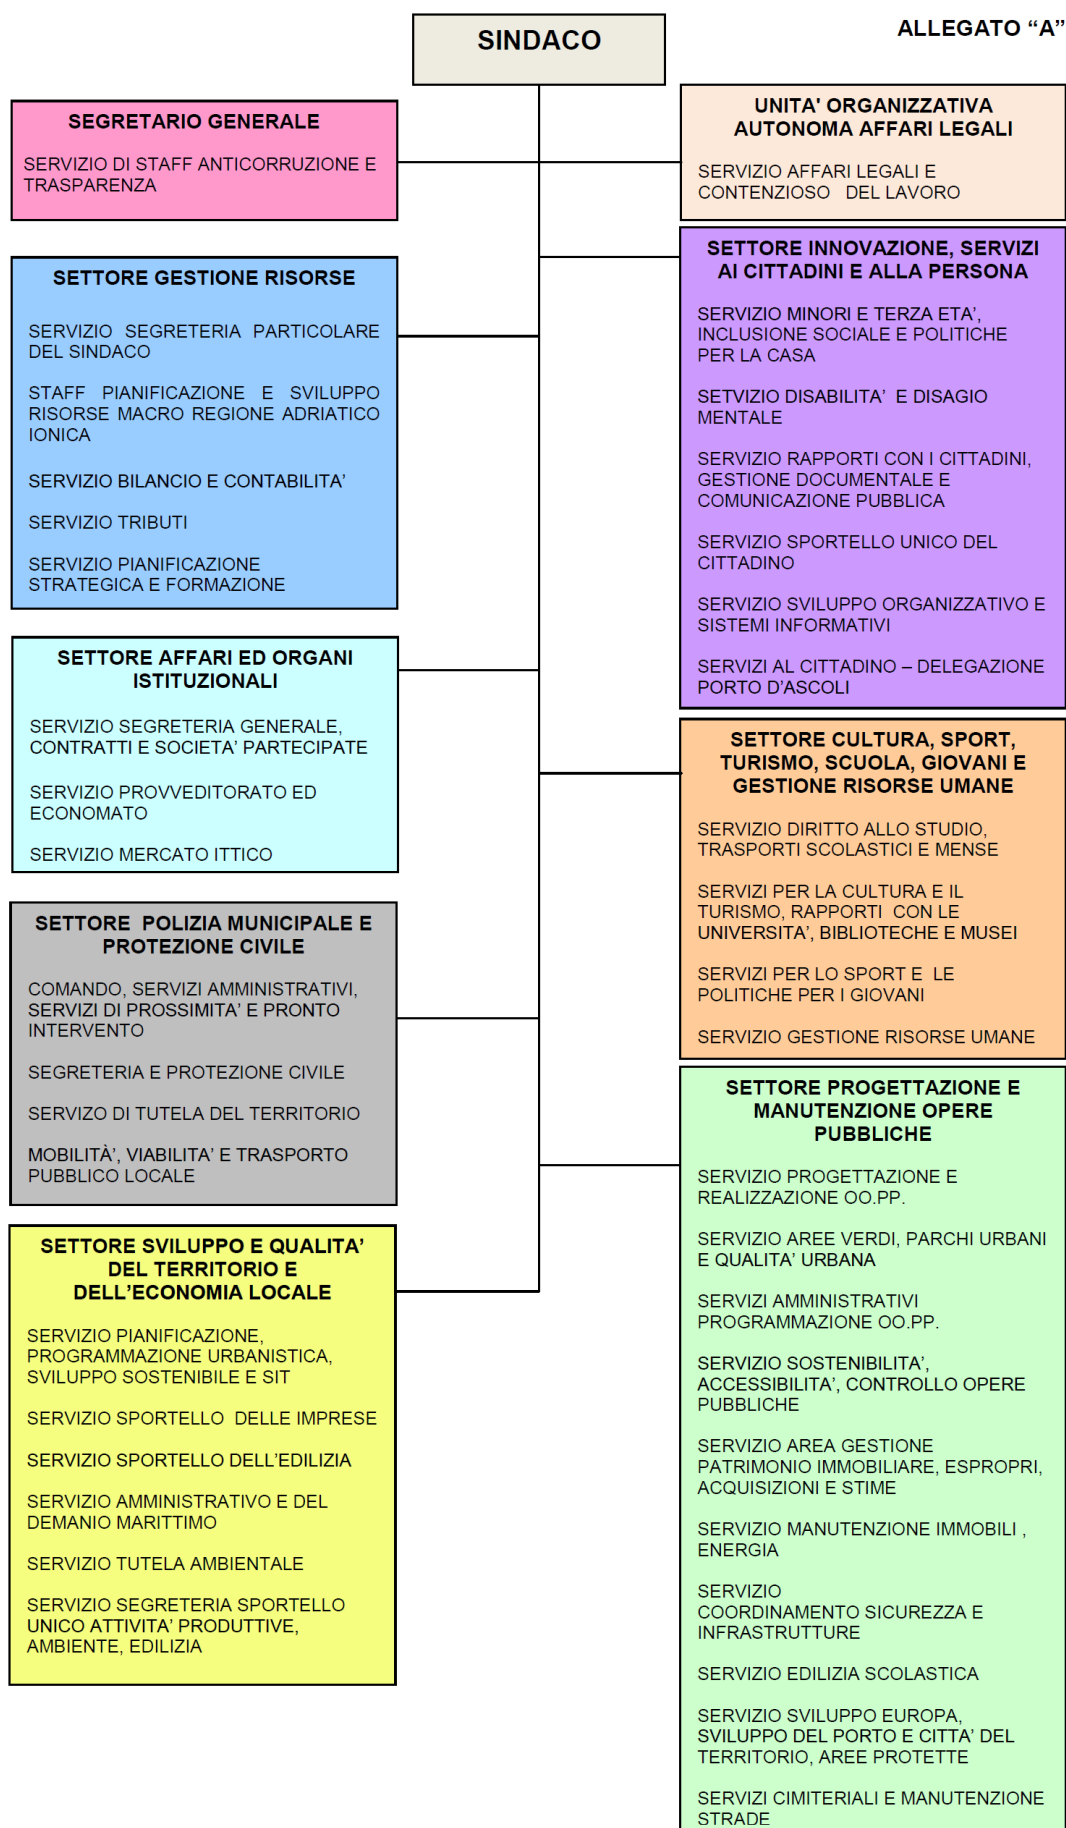 ALLEGATO “A”
SINDACO
SEGRETARIO GENERALE
SERVIZIO DI STAFF ANTICORRUZIONE E
TRASPARENZA
UNITA' ORGANIZZATIVA
AUTONOMA AFFARI LEGALI
SERVIZIO AFFARI LEGALI E
CONTENZIOSO DEL LAVORO
SETTORE GESTIONE RISORSE
SERVIZIO SEGRETERIA PARTICOLARE
DEL SINDACO
STAFF PIANIFICAZIONE E SVILUPPO
RISORSE MACRO REGIONE ADRIATICO
IONICA
SERVIZIO BILANCIO E CONTABILITA’
SERVIZIO TRIBUTI
SERVIZIO PIANIFICAZIONE
STRATEGICA E FORMAZIONE
SETTORE INNOVAZIONE, SERVIZI
AI CITTADINI E ALLA PERSONA
SERVIZIO MINORI E TERZA ETA’,
INCLUSIONE SOCIALE E POLITICHE
PER LA CASA
SETVIZIO DISABILITA’ E DISAGIO
MENTALE
SERVIZIO RAPPORTI CON I CITTADINI,
GESTIONE DOCUMENTALE E
COMUNICAZIONE PUBBLICA
SERVIZIO SPORTELLO UNICO DEL
CITTADINO
SERVIZIO SVILUPPO ORGANIZZATIVO E
SISTEMI INFORMATIVI
SERVIZI AL CITTADINO – DELEGAZIONE
PORTO D’ASCOLI
SETTORE AFFARI ED ORGANI
ISTITUZIONALI
SERVIZIO SEGRETERIA GENERALE,
CONTRATTI E SOCIETA’ PARTECIPATE
SERVIZIO PROVVEDITORATO ED
ECONOMATO
SERVIZIO MERCATO ITTICO
SETTORE CULTURA, SPORT,
TURISMO, SCUOLA, GIOVANI E
GESTIONE RISORSE UMANE
SERVIZIO DIRITTO ALLO STUDIO,
TRASPORTI SCOLASTICI E MENSE
SERVIZI PER LA CULTURA E IL
TURISMO, RAPPORTI CON LE
UNIVERSITA’, BIBLIOTECHE E MUSEI
SERVIZI PER LO SPORT E LE
POLITICHE PER I GIOVANI
SERVIZIO GESTIONE RISORSE UMANE
SETTORE POLIZIA MUNICIPALE E
PROTEZIONE CIVILE
COMANDO, SERVIZI AMMINISTRATIVI,
SERVIZI DI PROSSIMITA’ E PRONTO
INTERVENTO
SEGRETERIA E PROTEZIONE CIVILE
SERVIZO DI TUTELA DEL TERRITORIO
MOBILITÀ’, VIABILITA’ E TRASPORTO
PUBBLICO LOCALE
SETTORE PROGETTAZIONE E
MANUTENZIONE OPERE
PUBBLICHE
SERVIZIO PROGETTAZIONE E
REALIZZAZIONE OO.PP.
SERVIZIO AREE VERDI, PARCHI URBANI
E QUALITA’ URBANA
SERVIZI AMMINISTRATIVI
PROGRAMMAZIONE OO.PP.
SERVIZIO SOSTENIBILITA’,
ACCESSIBILITA’, CONTROLLO OPERE
PUBBLICHE
SERVIZIO AREA GESTIONE
PATRIMONIO IMMOBILIARE, ESPROPRI,
ACQUISIZIONI E STIME
SERVIZIO MANUTENZIONE IMMOBILI ,
ENERGIA
SERVIZIO
COORDINAMENTO SICUREZZA E
INFRASTRUTTURE
SERVIZIO EDILIZIA SCOLASTICA
SERVIZIO SVILUPPO EUROPA,
SVILUPPO DEL PORTO E CITTA’ DEL
TERRITORIO, AREE PROTETTE
SERVIZI CIMITERIALI E MANUTENZIONE
STRADE
SETTORE SVILUPPO E QUALITA’
DEL TERRITORIO E
DELL’ECONOMIA LOCALE
SERVIZIO PIANIFICAZIONE,
PROGRAMMAZIONE URBANISTICA,
SVILUPPO SOSTENIBILE E SIT
SERVIZIO SPORTELLO DELLE IMPRESE
SERVIZIO SPORTELLO DELL’EDILIZIA
SERVIZIO AMMINISTRATIVO E DEL
DEMANIO MARITTIMO
SERVIZIO TUTELA AMBIENTALE
SERVIZIO SEGRETERIA SPORTELLO
UNICO ATTIVITA’ PRODUTTIVE,
AMBIENTE, EDILIZIA